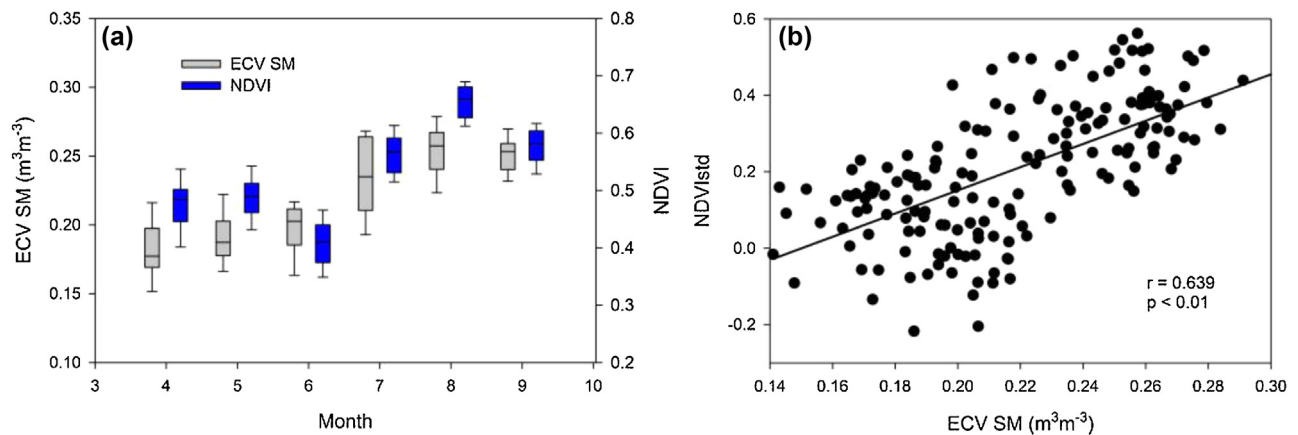 (a)
ECV SM
NDVI
0.35
0.30
0.25
0.20
0.15
0.10
ECV SM (m³m⁻³)
0.8
0.7
0.6
0.5
0.4
0.3
0.2
NDVI
3 4 5 6 7 8 9 10
Month
(b)
0.6
0.4
0.2
0.0
-0.2
NDVIstd
r = 0.639
p < 0.01
0.14 0.16 0.18 0.20 0.22 0.24 0.26 0.28 0.30
ECV SM (m³m⁻³)